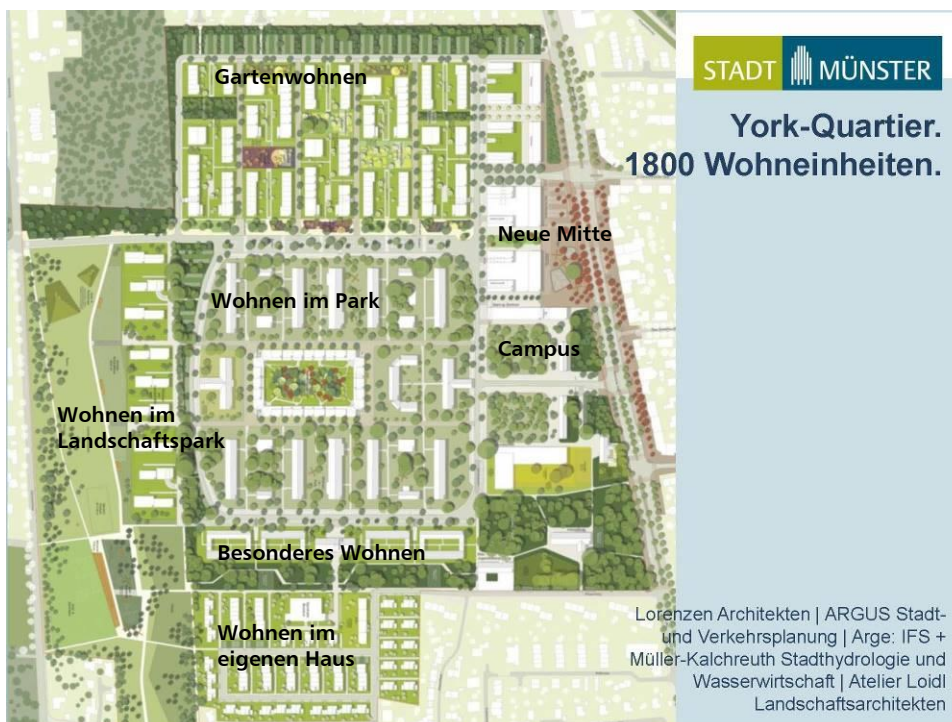 Gartenwohnen
STADT MÜNSTER
York-Quartier.
1800 Wohneinheiten.
Neue Mitte
Wohnen im Park
Campus
Wohnen im
Landschaftspark
Besonderes Wohnen
Wohnen im
eigenen Haus
Lorenzen Architekten | ARGUS Stadt-
und Verkehrsplanung | Arge: IFS +
Müller-Kalchreuth Stadthydrologie und
Wasserwirtschaft | Atelier Loidl
Landschaftsarchitekten